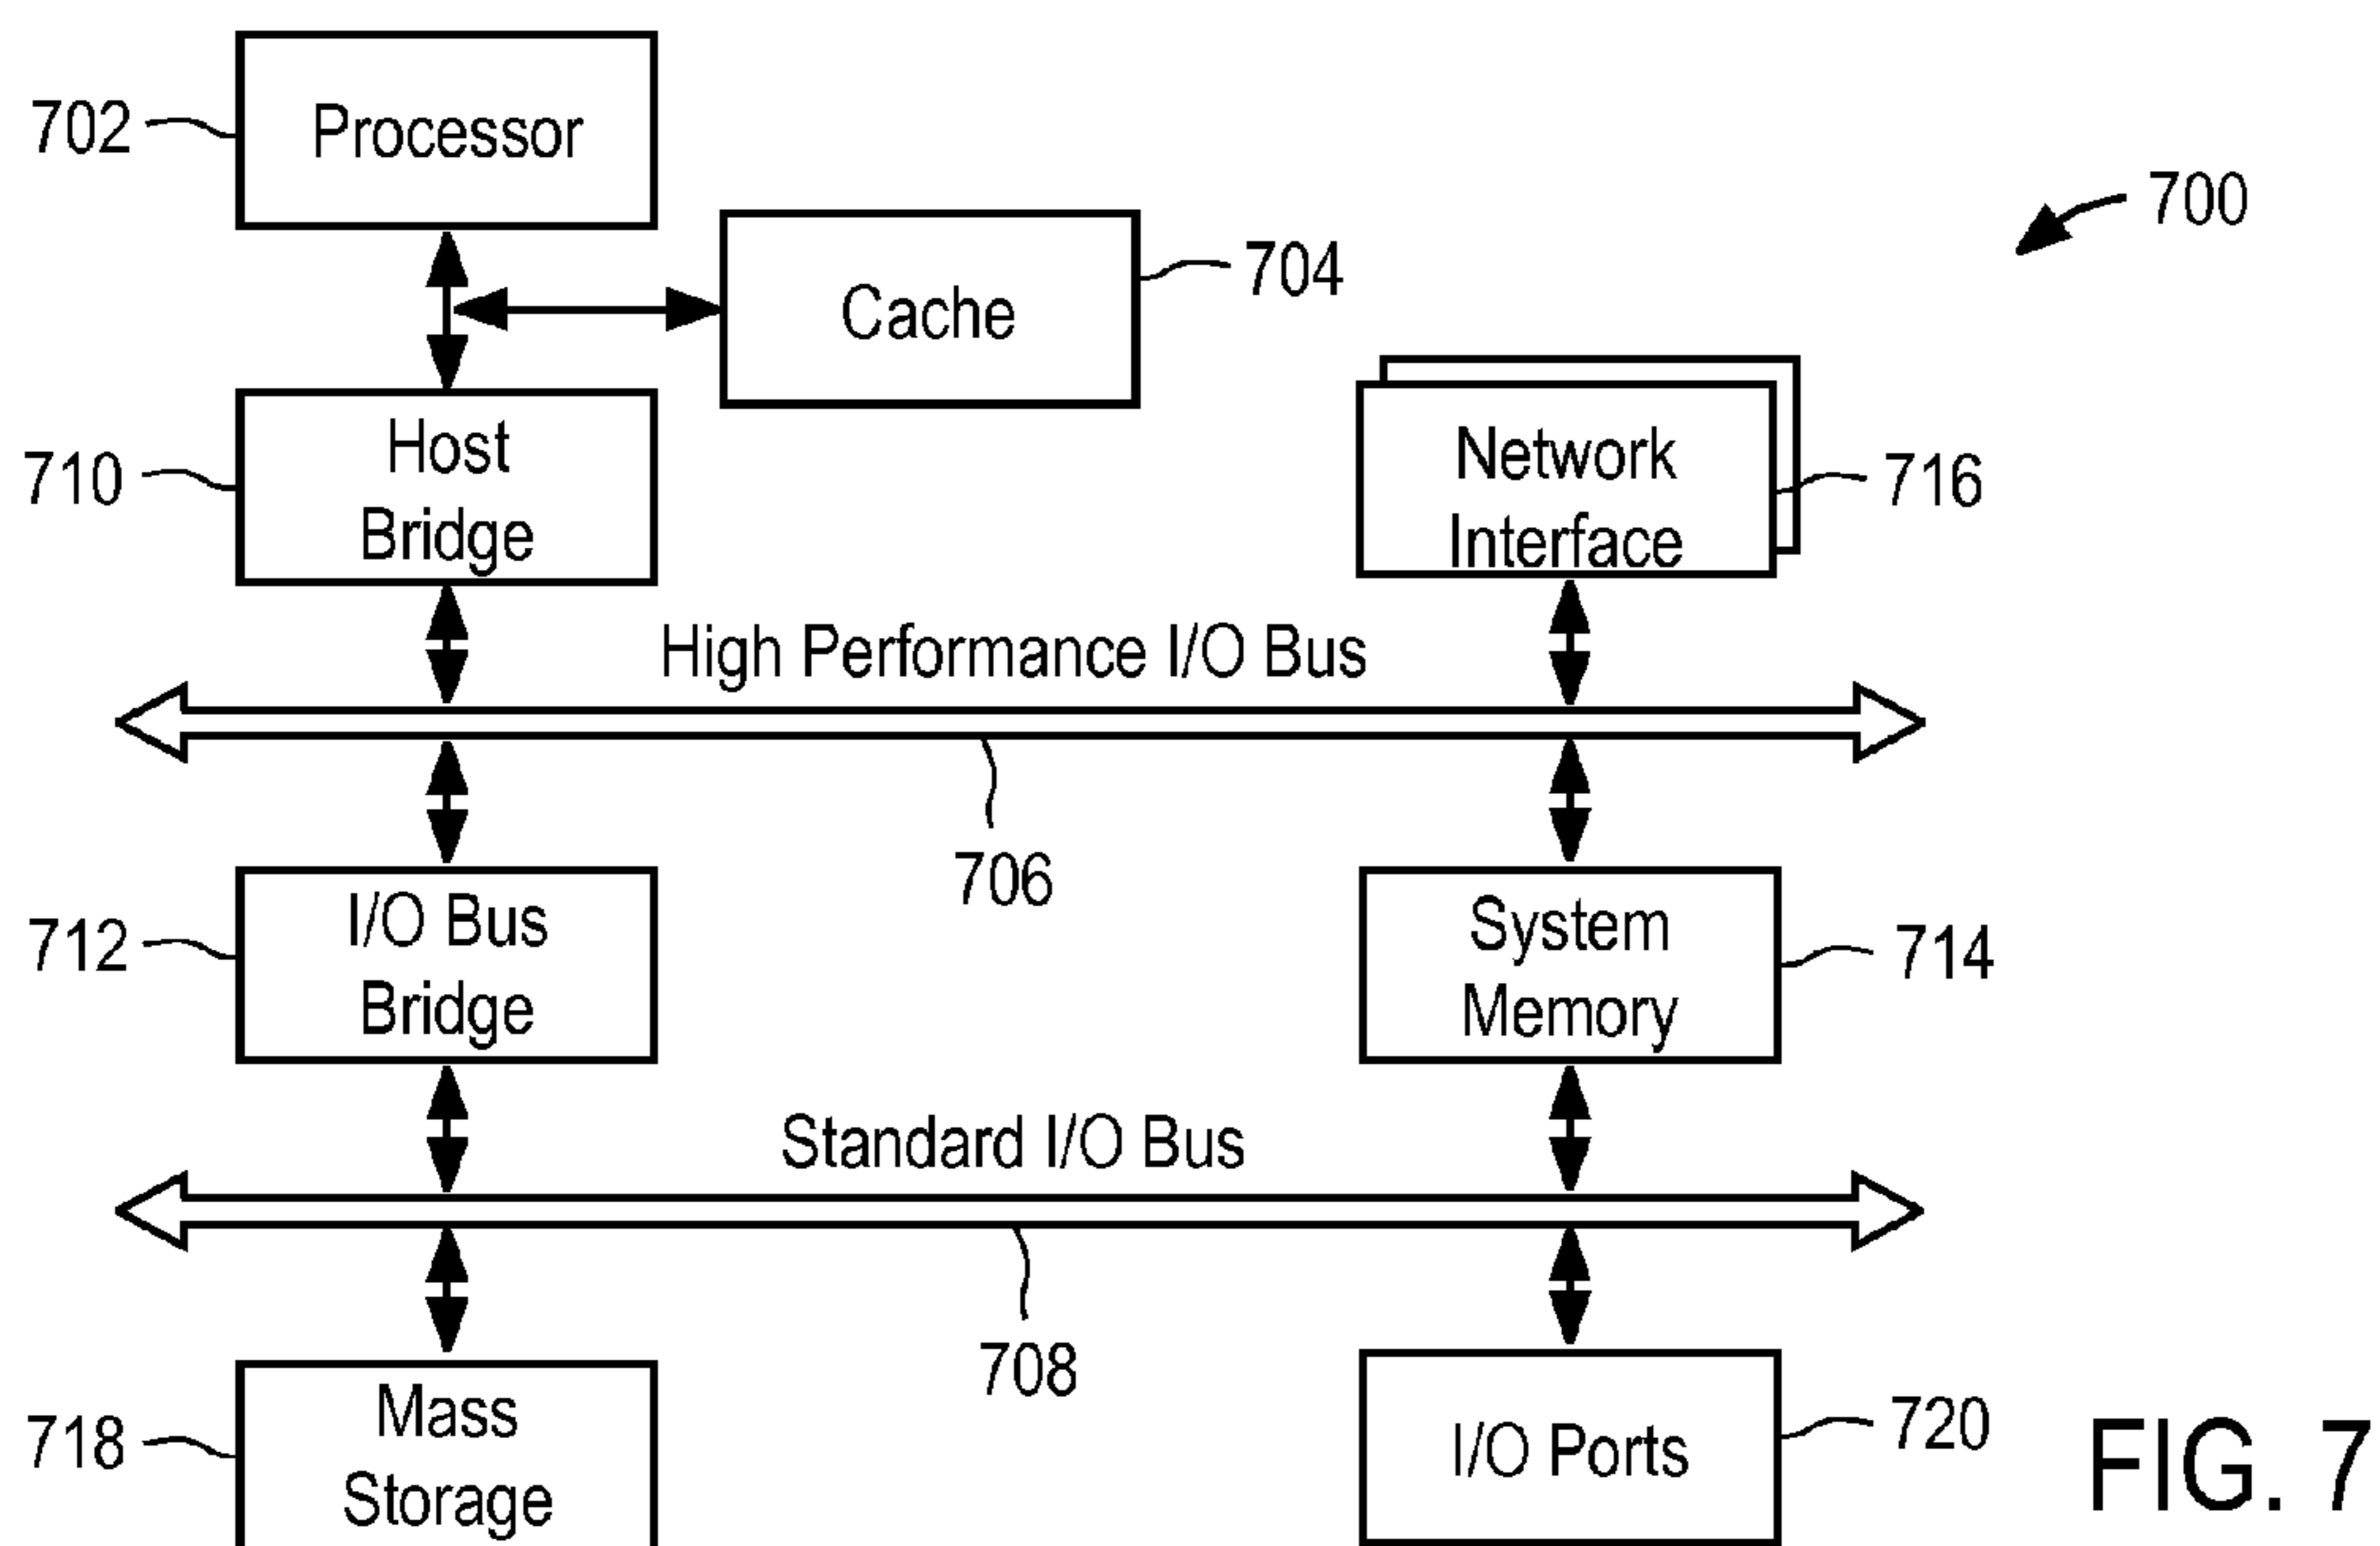 702
Processor
700
704
Cache
710
Host
Bridge
Network
Interface
716
High Performance I/O Bus
706
712
I/O Bus
Bridge
System
Memory
714
Standard I/O Bus
708
718
Mass
Storage
I/O Ports
720
FIG. 7